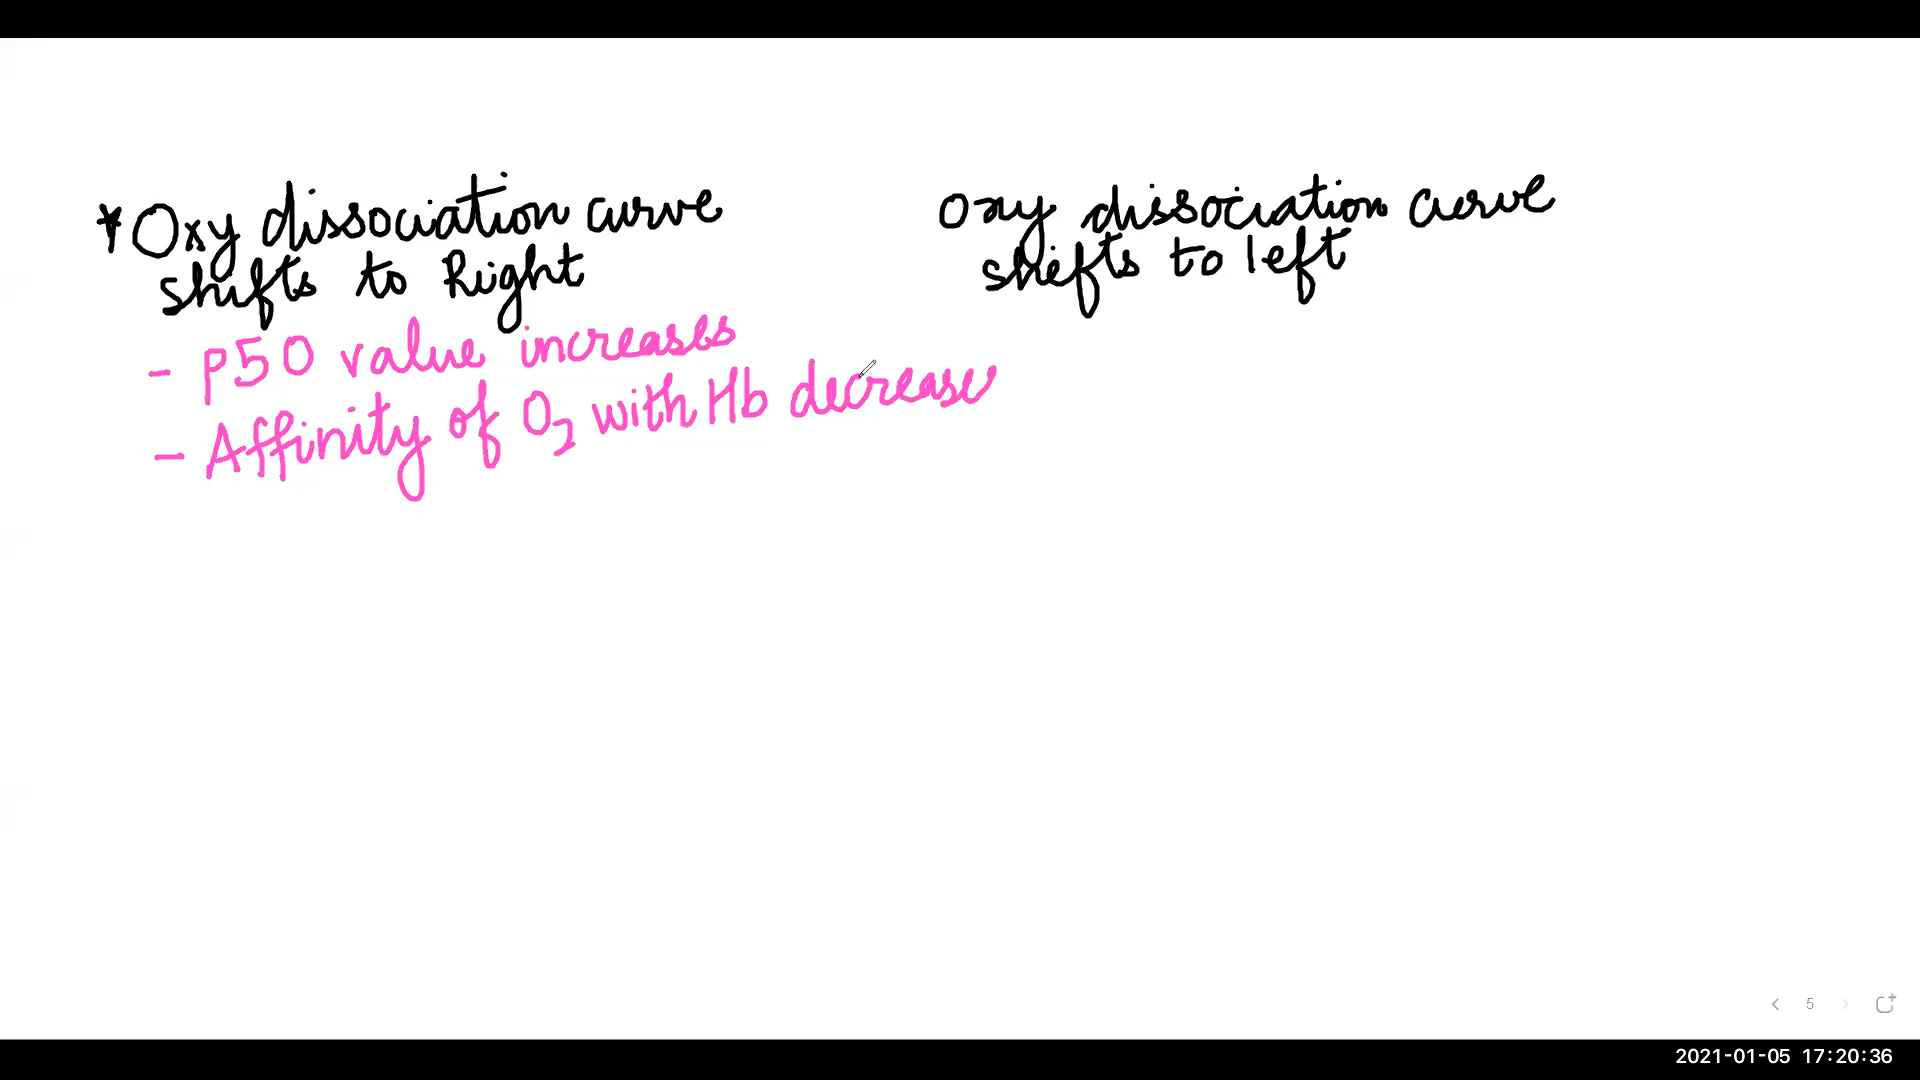 * Oxy dissociation curve
shifts to Right
- P50 value increases
- Affinity of O₂ with Hb decrease
Oxy dissociation curve
shifts to left
< 5 >
2021-01-05 17:20:36